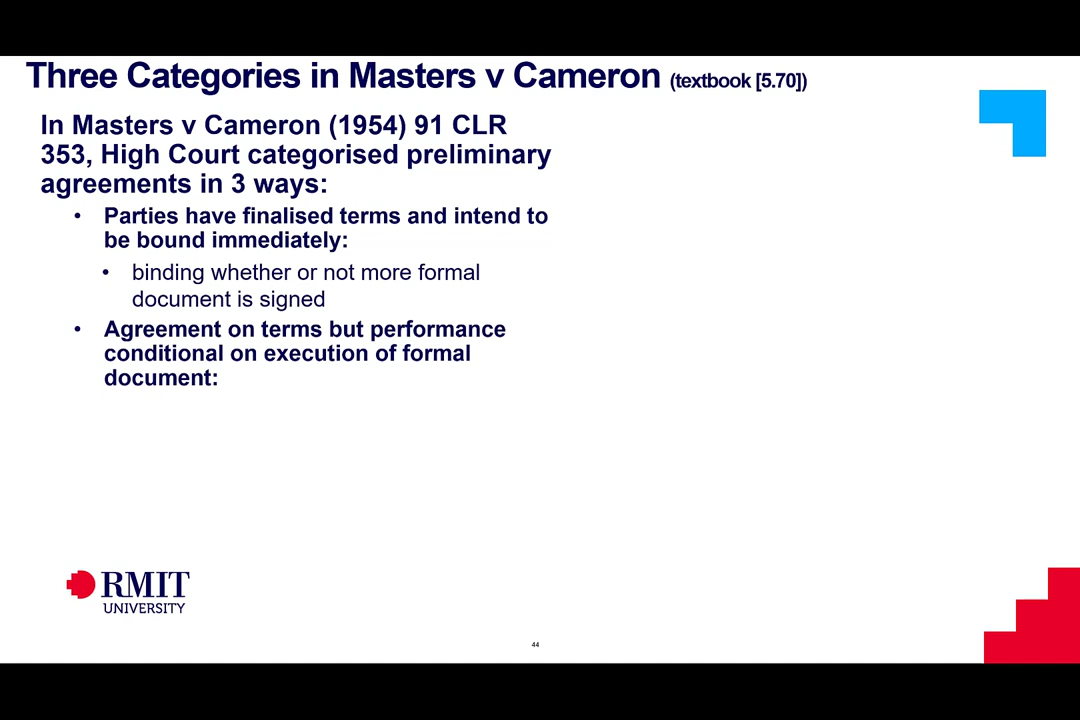 Three Categories in Masters v Cameron (textbook [5.70])
In Masters v Cameron (1954) 91 CLR
353, High Court categorised preliminary
agreements in 3 ways:
• Parties have finalised terms and intend to
be bound immediately:
• binding whether or not more formal
document is signed
• Agreement on terms but performance
conditional on execution of formal
document:
RMIT
UNIVERSITY
44